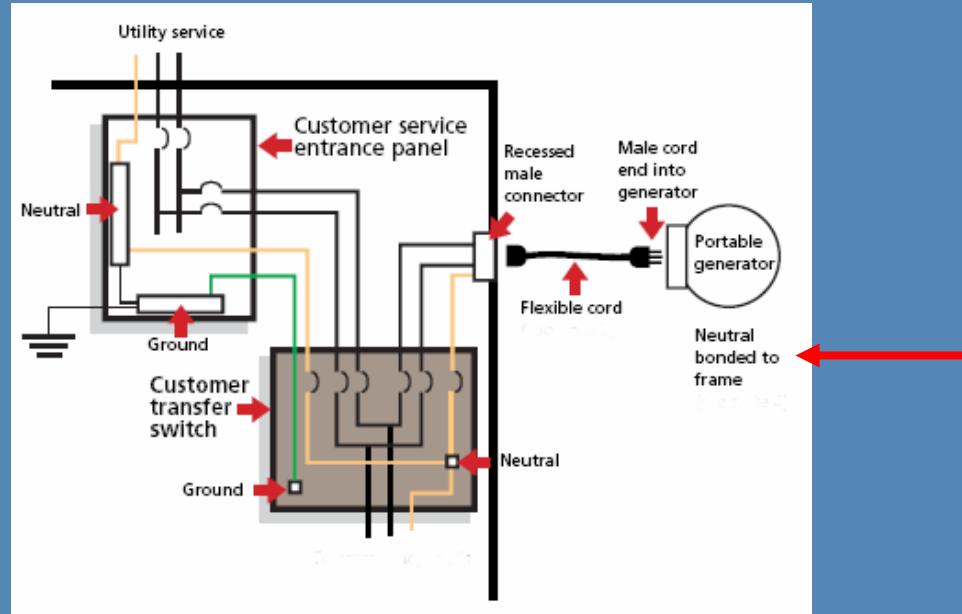 Utility service
Customer service
entrance panel
Recessed
male
connector
Male cord
end into
generator
Neutral
Portable
generator
Flexible cord
Ground
Neutral
bonded to
frame
Customer
transfer
switch
Neutral
Ground